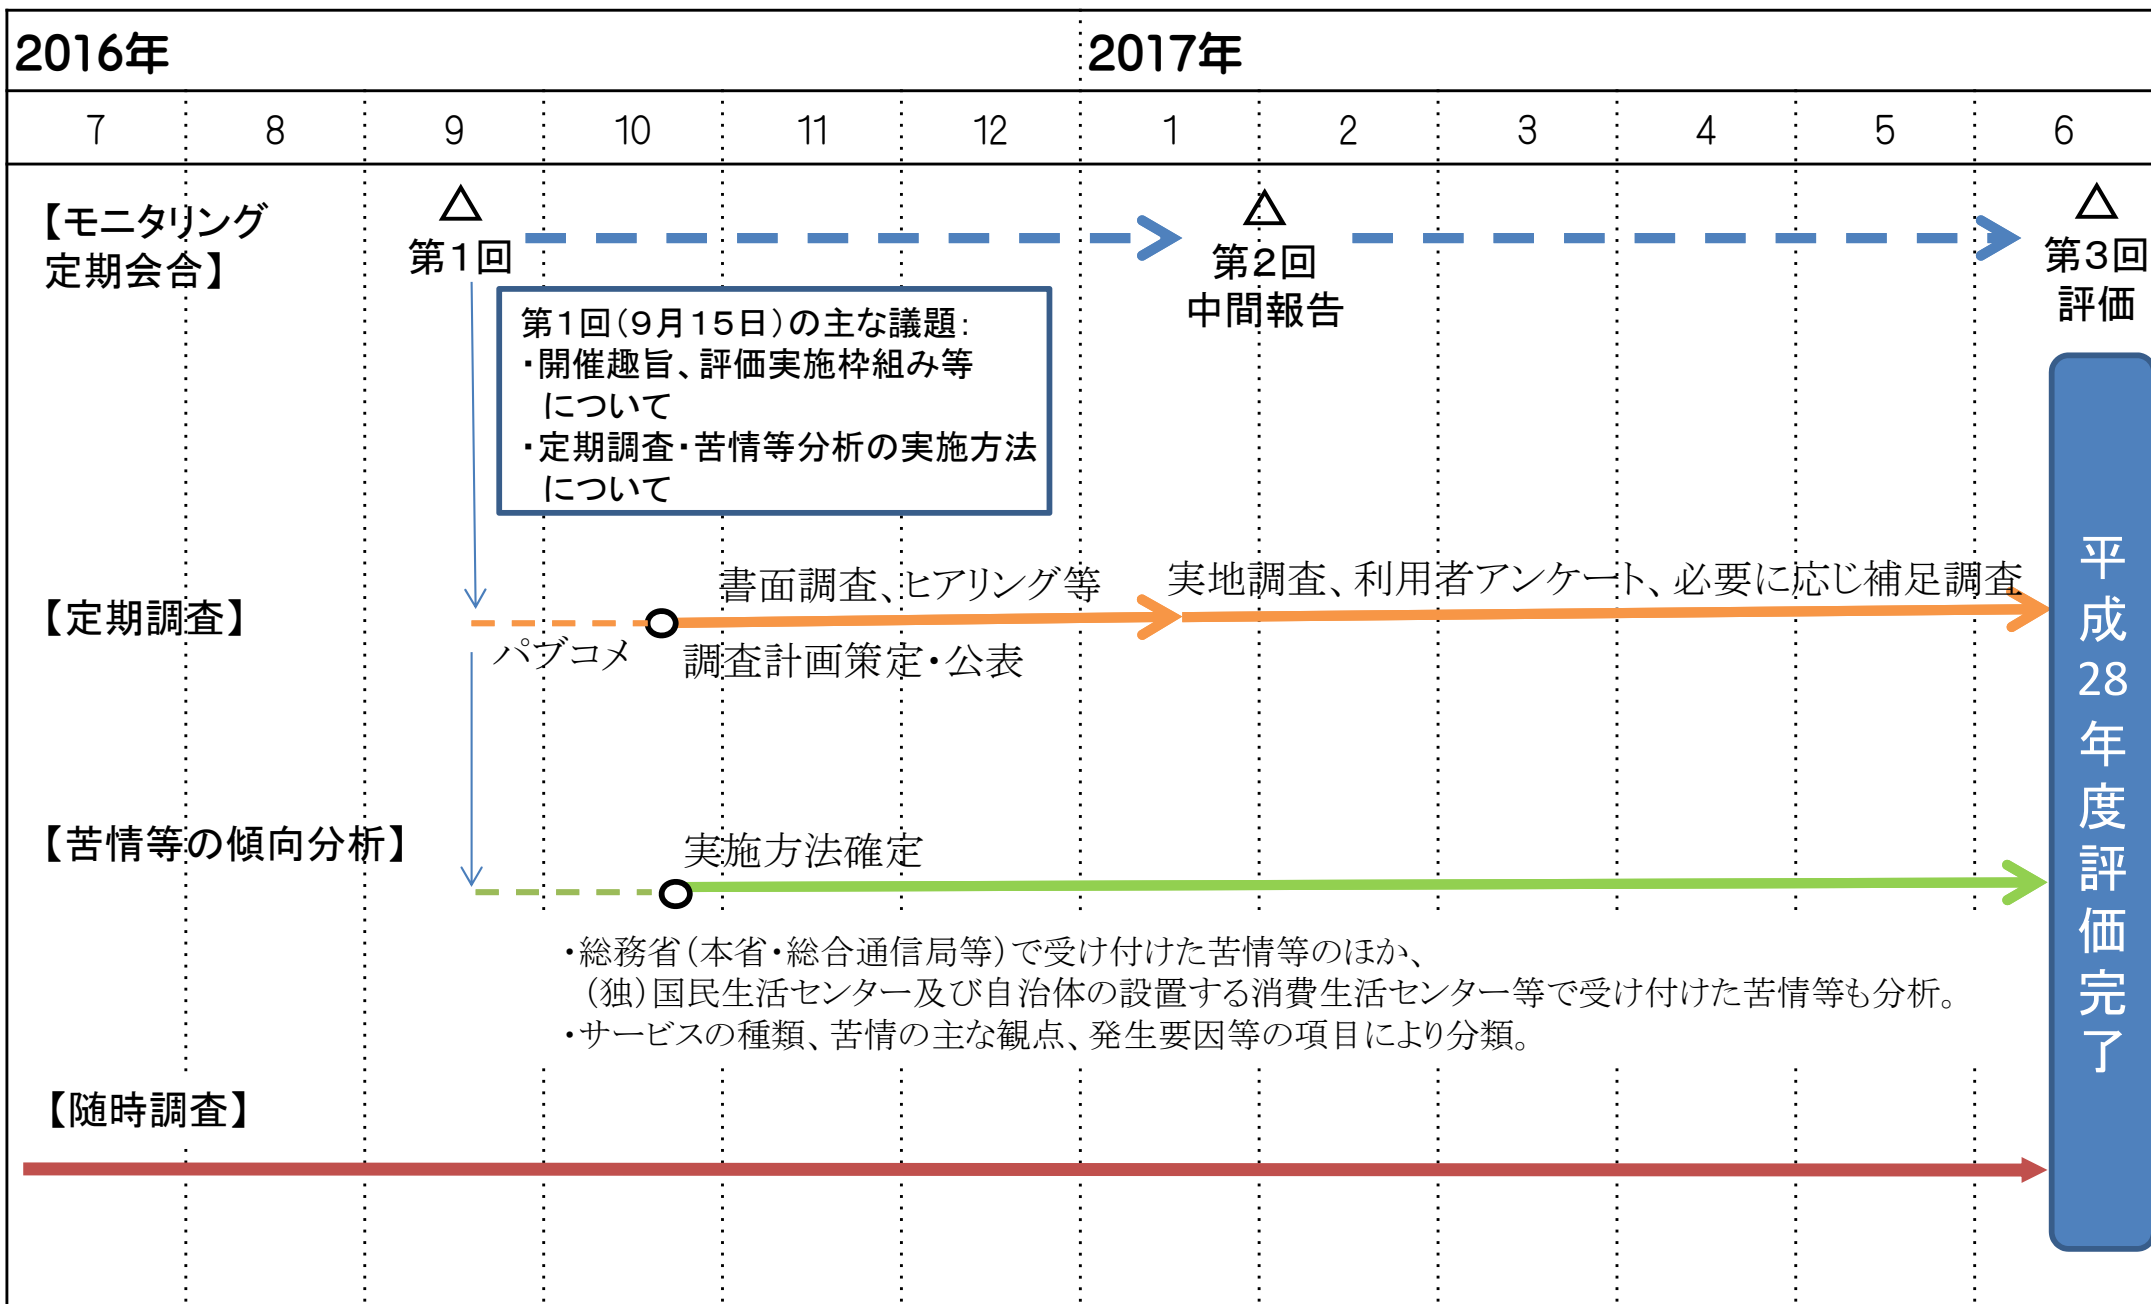 2016年
2017年
7 8 9 10 11 12 1 2 3 4 5 6
【モニタリング
定期会合】
△
第1回
△
第2回
中間報告
△
第3回
評価
第1回(9月15日)の主な議題:
・開催趣旨、評価実施枠組み等
について
・定期調査・苦情等分析の実施方法
について
【定期調査】
書面調査、ヒアリング等
実地調査、利用者アンケート、必要に応じ補足調査
パブコメ
調査計画策定・公表
【苦情等の傾向分析】
実施方法確定
・総務省(本省・総合通信局等)で受け付けた苦情等のほか、
(独)国民生活センター及び自治体の設置する消費生活センター等で受け付けた苦情等も分析。
・サービスの種類、苦情の主な観点、発生要因等の項目により分類。
【随時調査】
平成28年度評価完了